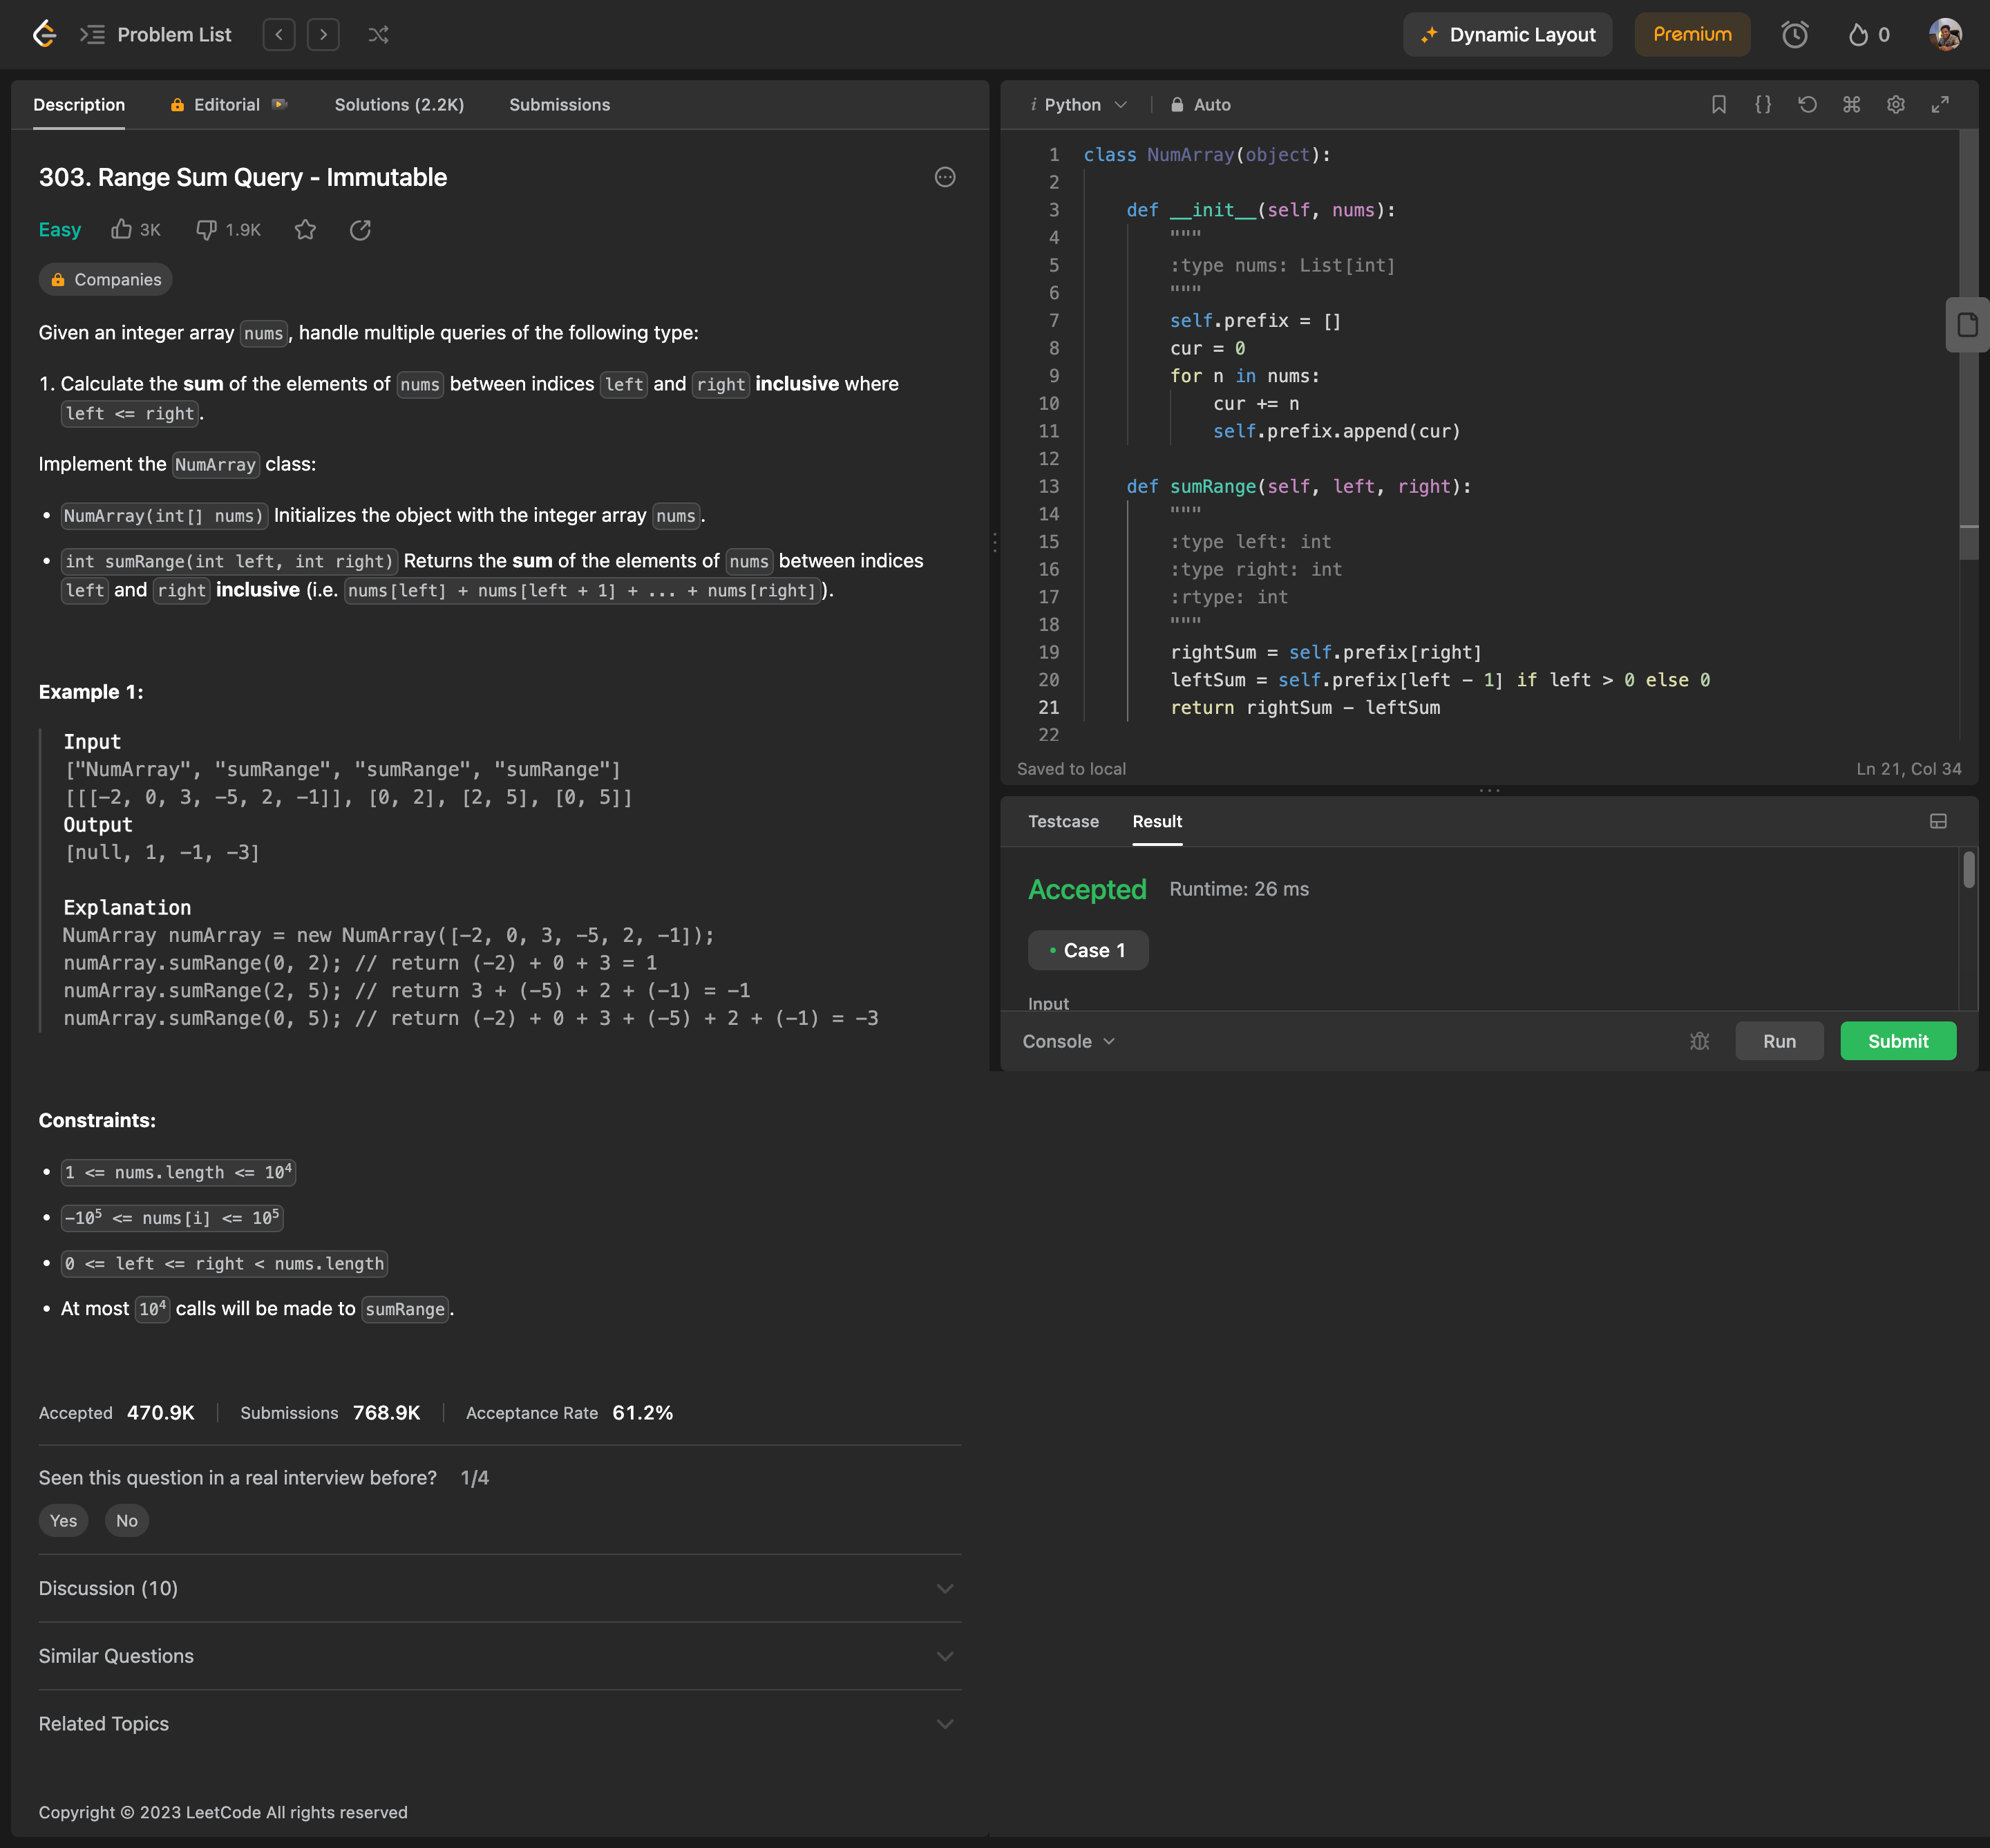 Problem List
Dynamic Layout
Premium
0
Description
Editorial
Solutions (2.2K)
Submissions
303. Range Sum Query - Immutable
Easy
3K
1.9K
Companies
Given an integer array nums, handle multiple queries of the following type:
1. Calculate the sum of the elements of nums between indices left and right inclusive where
left <= right.
Implement the NumArray class:
• NumArray(int[] nums) Initializes the object with the integer array nums.
• int sumRange(int left, int right) Returns the sum of the elements of nums between indices
left and right inclusive (i.e. nums[left] + nums[left + 1] + ... + nums[right]).
Example 1:
Input
["NumArray", "sumRange", "sumRange", "sumRange"]
[[[-2, 0, 3, -5, 2, -1]], [0, 2], [2, 5], [0, 5]]
Output
[null, 1, -1, -3]
Explanation
NumArray numArray = new NumArray([-2, 0, 3, -5, 2, -1]);
numArray.sumRange(0, 2); // return (-2) + 0 + 3 = 1
numArray.sumRange(2, 5); // return 3 + (-5) + 2 + (-1) = -1
numArray.sumRange(0, 5); // return (-2) + 0 + 3 + (-5) + 2 + (-1) = -3
Constraints:
• 1 <= nums.length <= 10⁴
• -10⁵ <= nums[i] <= 10⁵
• 0 <= left <= right < nums.length
• At most 10⁴ calls will be made to sumRange.
Accepted 470.9K
Submissions 768.9K
Acceptance Rate 61.2%
Seen this question in a real interview before? 1/4
Yes
No
Discussion (10)
Similar Questions
Related Topics
Copyright © 2023 LeetCode All rights reserved
i Python
Auto
1 class NumArray(object):
2
3 def __init__(self, nums):
4 """
5 :type nums: List[int]
6 """
7 self.prefix = []
8 cur = 0
9 for n in nums:
10 cur += n
11 self.prefix.append(cur)
12
13 def sumRange(self, left, right):
14 """
15 :type left: int
16 :type right: int
17 :rtype: int
18 """
19 rightSum = self.prefix[right]
20 leftSum = self.prefix[left - 1] if left > 0 else 0
21 return rightSum - leftSum
22
Saved to local
Ln 21, Col 34
Testcase
Result
Accepted
Runtime: 26 ms
• Case 1
Input
Console
Run
Submit